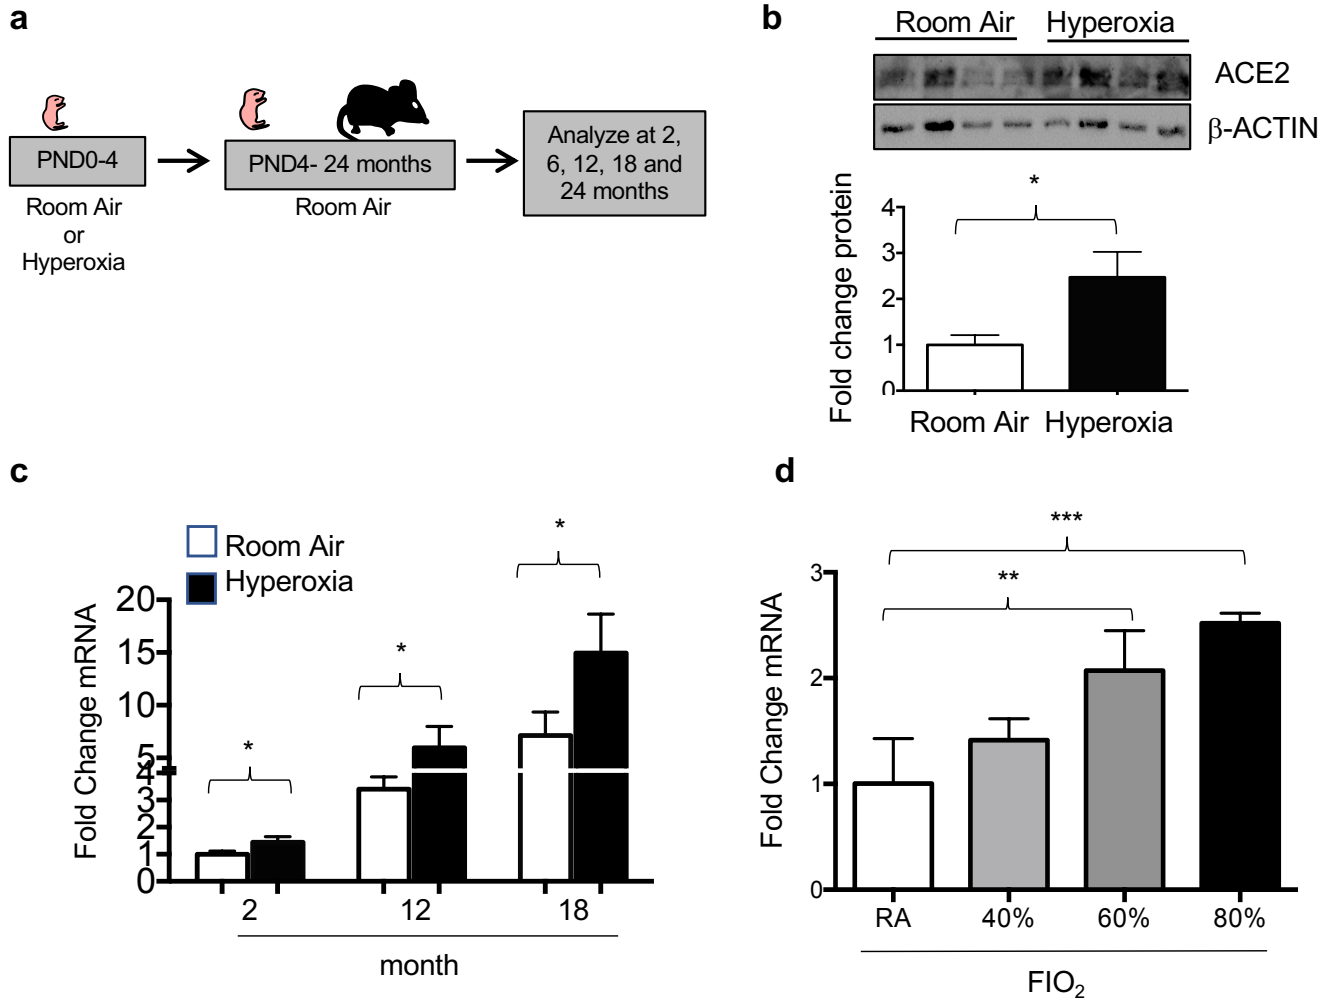 a
PND0-4
Room Air
or
Hyperoxia
PND4- 24 months
Room Air
Analyze at 2,
6, 12, 18 and
24 months
b
Room Air Hyperoxia
ACE2
β-ACTIN
Fold change protein
*
4
3
2
1
0
Room Air Hyperoxia
c
Room Air
Hyperoxia
Fold Change mRNA
20
15
10
5
4
3
2
1
0
*
*
*
2 12 18
month
d
Fold Change mRNA
***
**
3
2
1
0
RA 40% 60% 80%
FIO₂